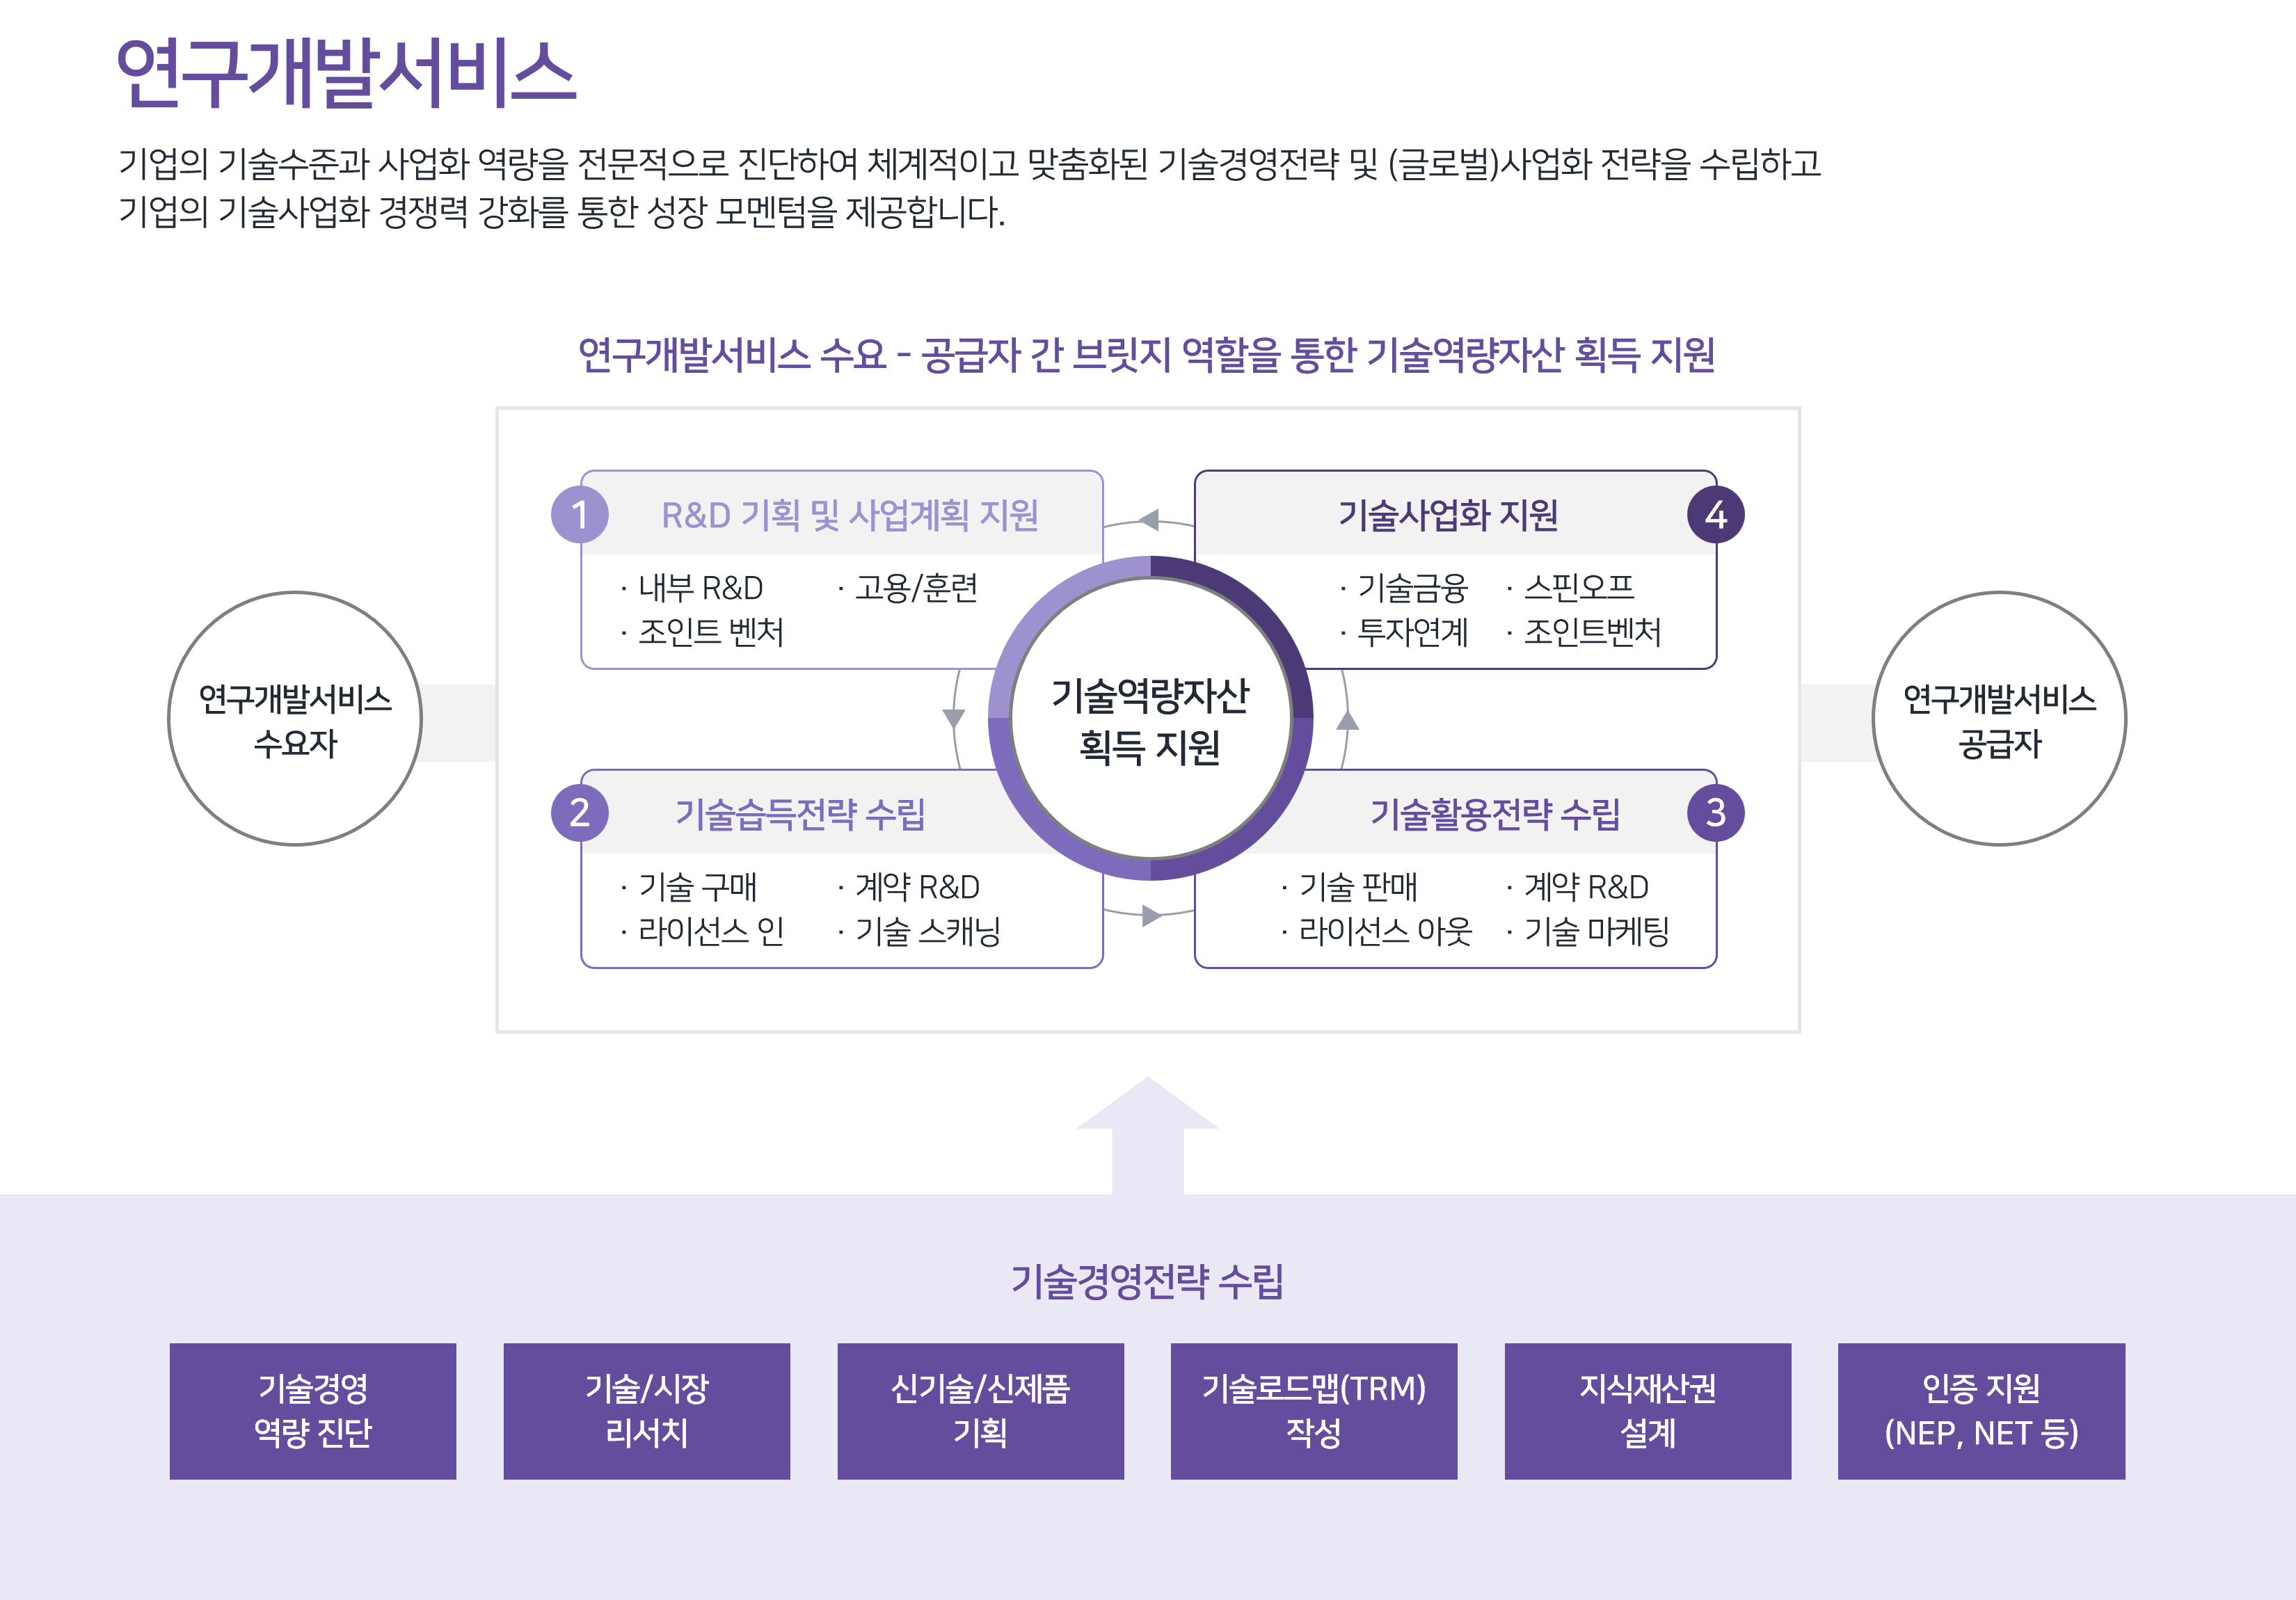 연구개발서비스
기업의 기술수준과 사업화 역량을 전문적으로 진단하여 체계적이고 맞춤화된 기술경영전략 및 (글로벌)사업화 전략을 수립하고
기업의 기술사업화 경쟁력 강화를 통한 성장 모멘텀을 제공합니다.
연구개발서비스 수요 - 공급자 간 브릿지 역할을 통한 기술역량자산 획득 지원
연구개발서비스
수요자
1
R&D 기획 및 사업계획 지원
· 내부 R&D
· 고용/훈련
· 조인트 벤처
기술사업화 지원
4
· 기술금융
· 스핀오프
· 투자연계
· 조인트벤처
기술역량자산
획득 지원
2
기술습득전략 수립
· 기술 구매
· 계약 R&D
· 라이선스 인
· 기술 스캐닝
기술활용전략 수립
3
· 기술 판매
· 계약 R&D
· 라이선스 아웃
· 기술 마케팅
연구개발서비스
공급자
기술경영전략 수립
기술경영
역량 진단
기술/시장
리서치
신기술/신제품
기획
기술로드맵(TRM)
작성
지식재산권
설계
인증 지원
(NEP, NET 등)